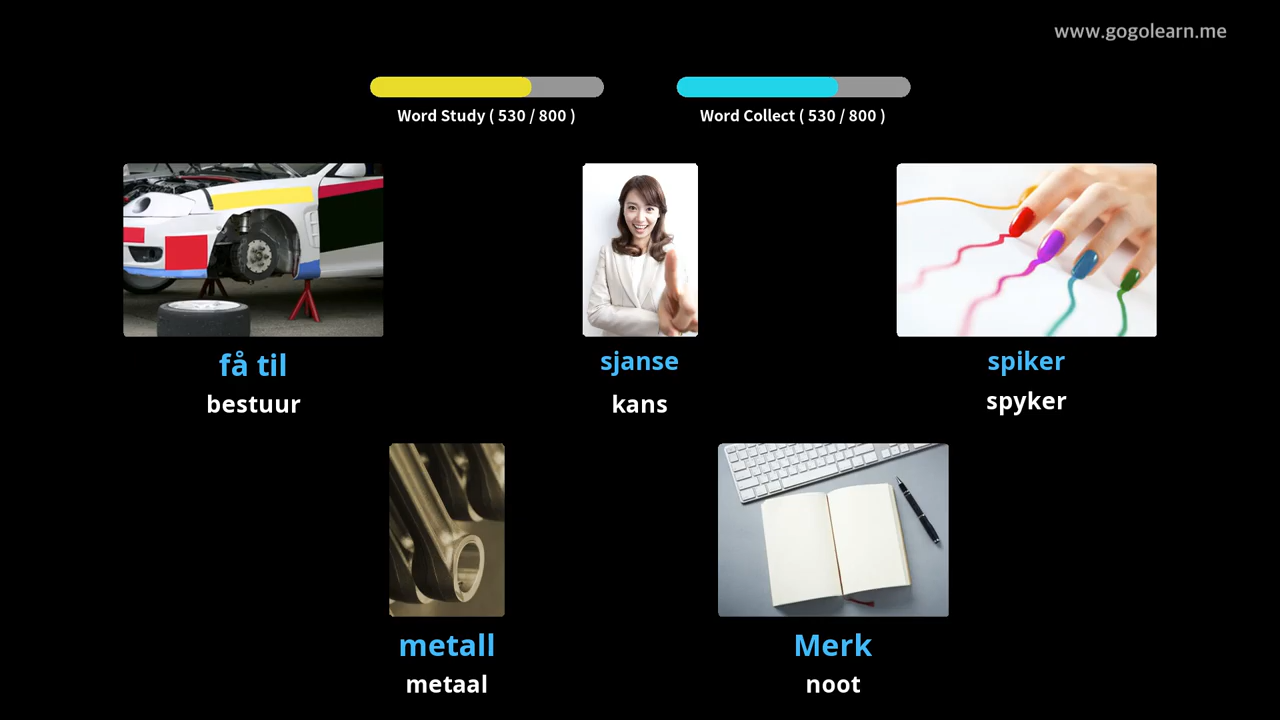 www.gogolearn.me
Word Study ( 530 / 800 )
Word Collect ( 530 / 800 )
få til
sjanse
spiker
bestuur
kans
spyker
metall
Merk
metaal
noot